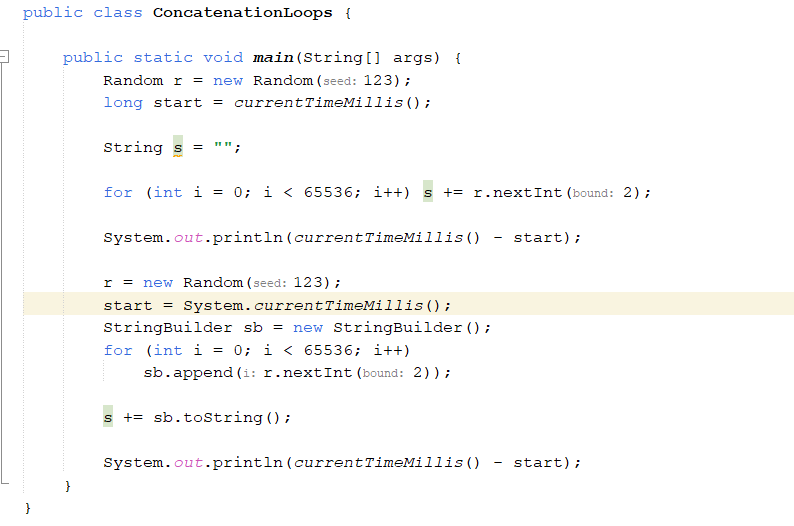 public class ConcatenationLoops {
public static void main(String[] args) {
Random r = new Random(seed: 123);
long start = currentTimeMillis();
String s = "";
for (int i = 0; i < 65536; i++) s += r.nextInt(bound: 2);
System.out.println(currentTimeMillis() - start);
r = new Random(seed: 123);
start = System.currentTimeMillis();
StringBuilder sb = new StringBuilder();
for (int i = 0; i < 65536; i++)
sb.append(i: r.nextInt(bound: 2));
s += sb.toString();
System.out.println(currentTimeMillis() - start);
}
}